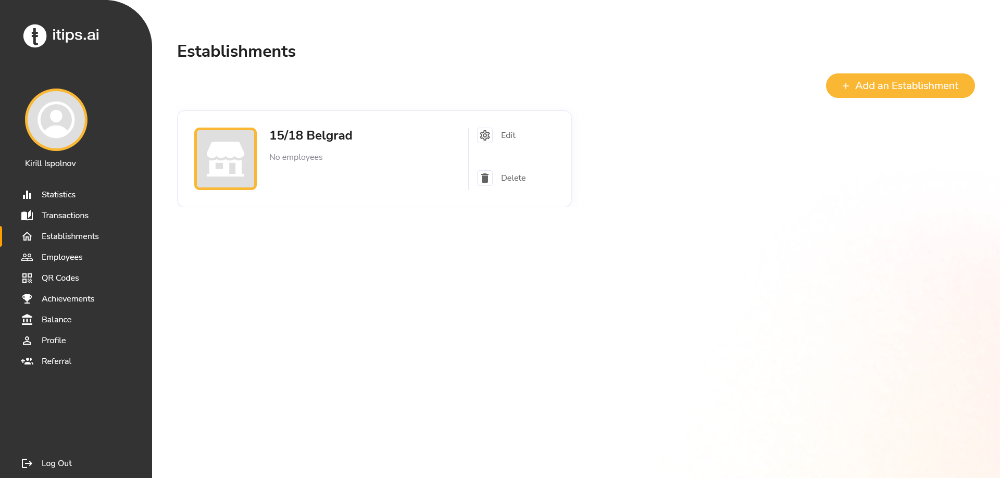 itips.ai
Kirill Ispolnov
Statistics
Transactions
Establishments
Employees
QR Codes
Achievements
Balance
Profile
Referral
Log Out
Establishments
+ Add an Establishment
15/18 Belgrad
No employees
Edit
Delete